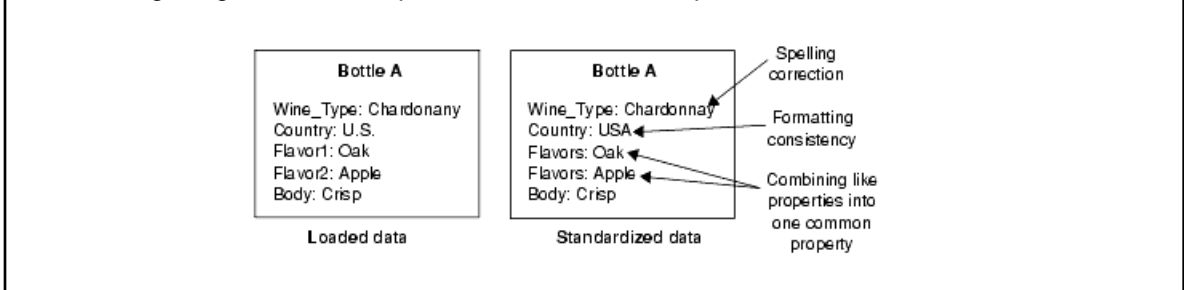 Bottle A
Wine_Type: Chardonany
Country: U.S.
Flavor1: Oak
Flavor2: Apple
Body: Crisp
Loaded data
Bottle A
Wine_Type: Chardonnay
Country: USA
Flavors: Oak
Flavors: Apple
Body: Crisp
Standardized data
Spelling
correction
Formatting
consistency
Combining like
properties into
one common
property